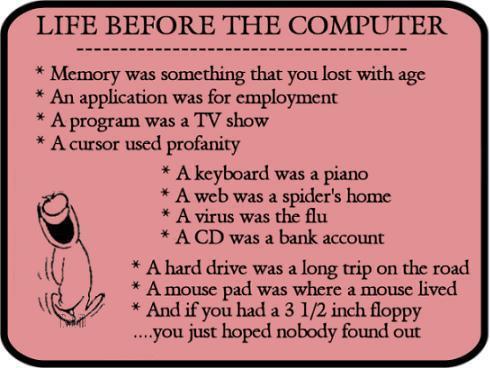 LIFE BEFORE THE COMPUTER
* Memory was something that you lost with age
* An application was for employment
* A program was a TV show
* A cursor used profanity
* A keyboard was a piano
* A web was a spider's home
* A virus was the flu
* A CD was a bank account
* A hard drive was a long trip on the road
* A mouse pad was where a mouse lived
* And if you had a 3 1/2 inch floppy
....you just hoped nobody found out